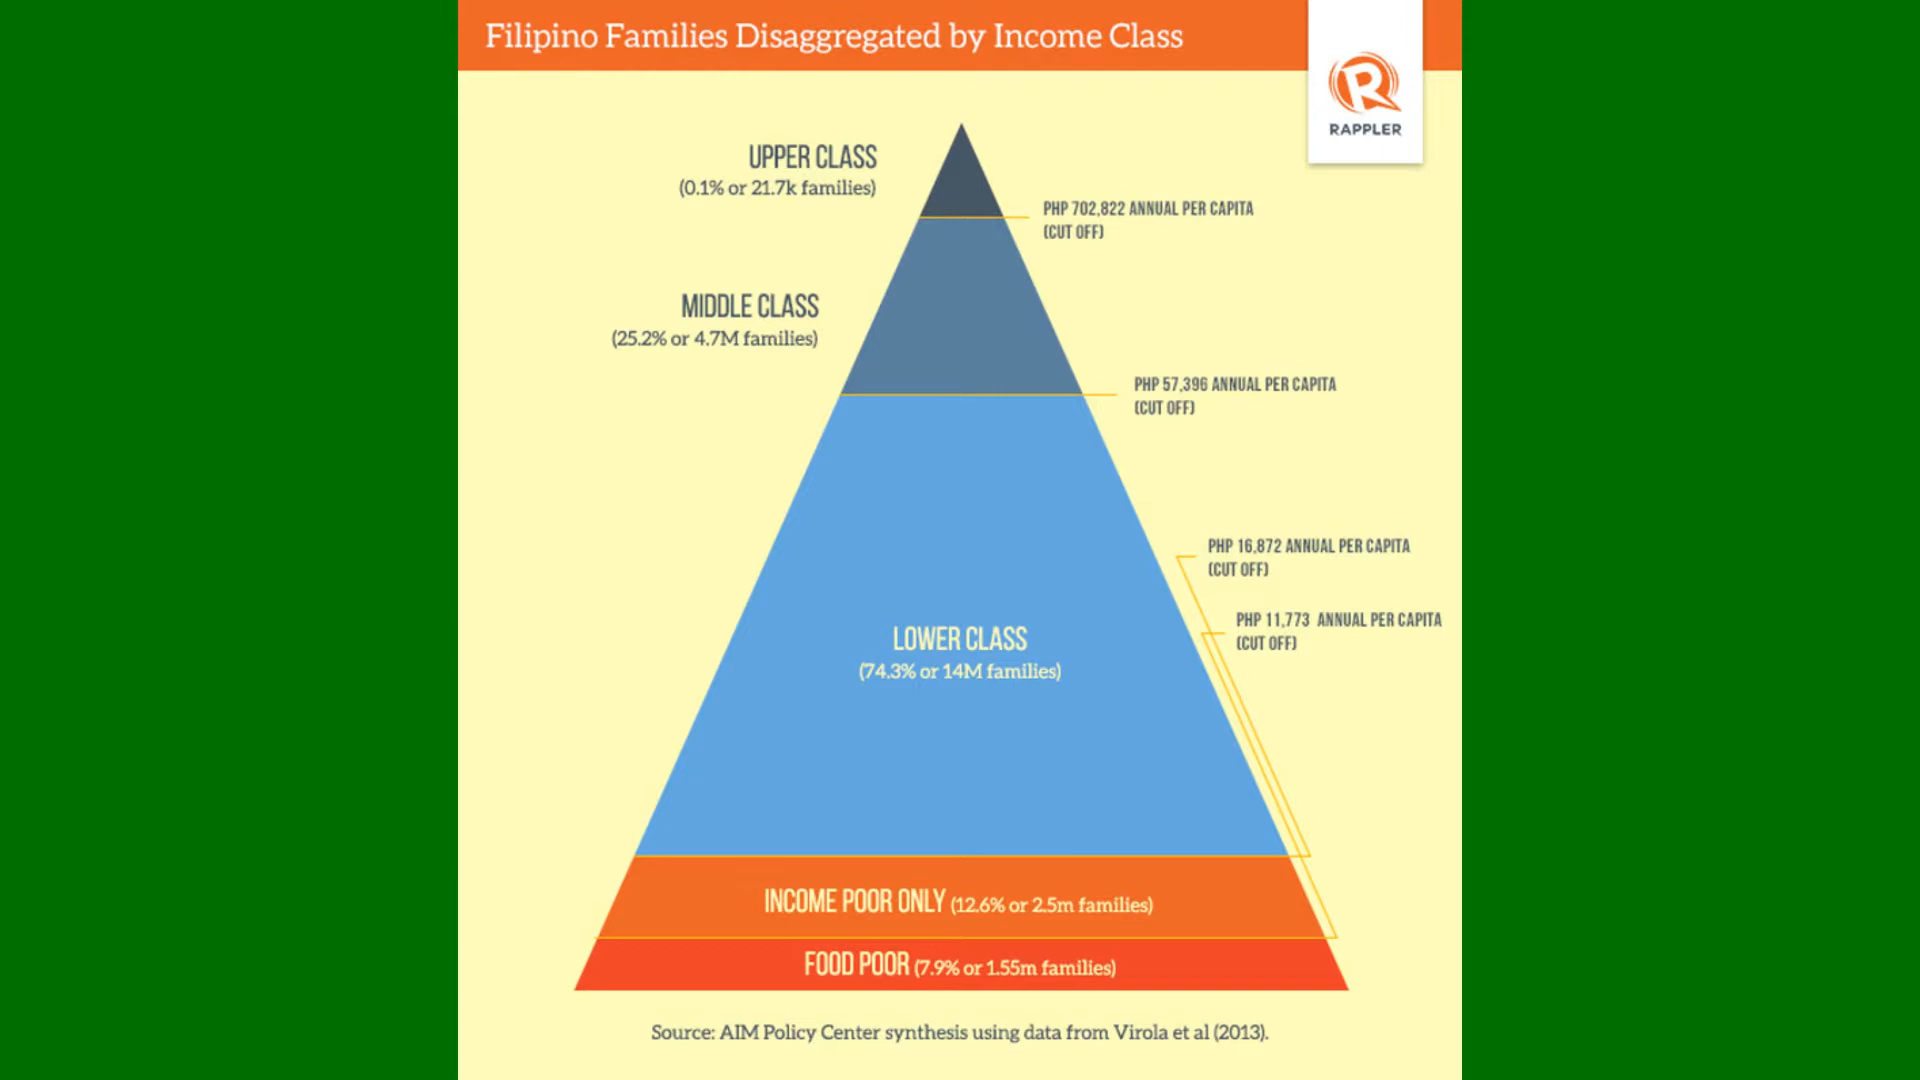 Filipino Families Disaggregated by Income Class
RAPPLER
UPPER CLASS
(0.1% or 21.7k families)
PHP 702,822 ANNUAL PER CAPITA
(CUT OFF)
MIDDLE CLASS
(25.2% or 4.7M families)
PHP 57,396 ANNUAL PER CAPITA
(CUT OFF)
PHP 16,872 ANNUAL PER CAPITA
(CUT OFF)
PHP 11,773 ANNUAL PER CAPITA
(CUT OFF)
LOWER CLASS
(74.3% or 14M families)
INCOME POOR ONLY (12.6% or 2.5m families)
FOOD POOR (7.9% or 1.55m families)
Source: AIM Policy Center synthesis using data from Virola et al (2013).